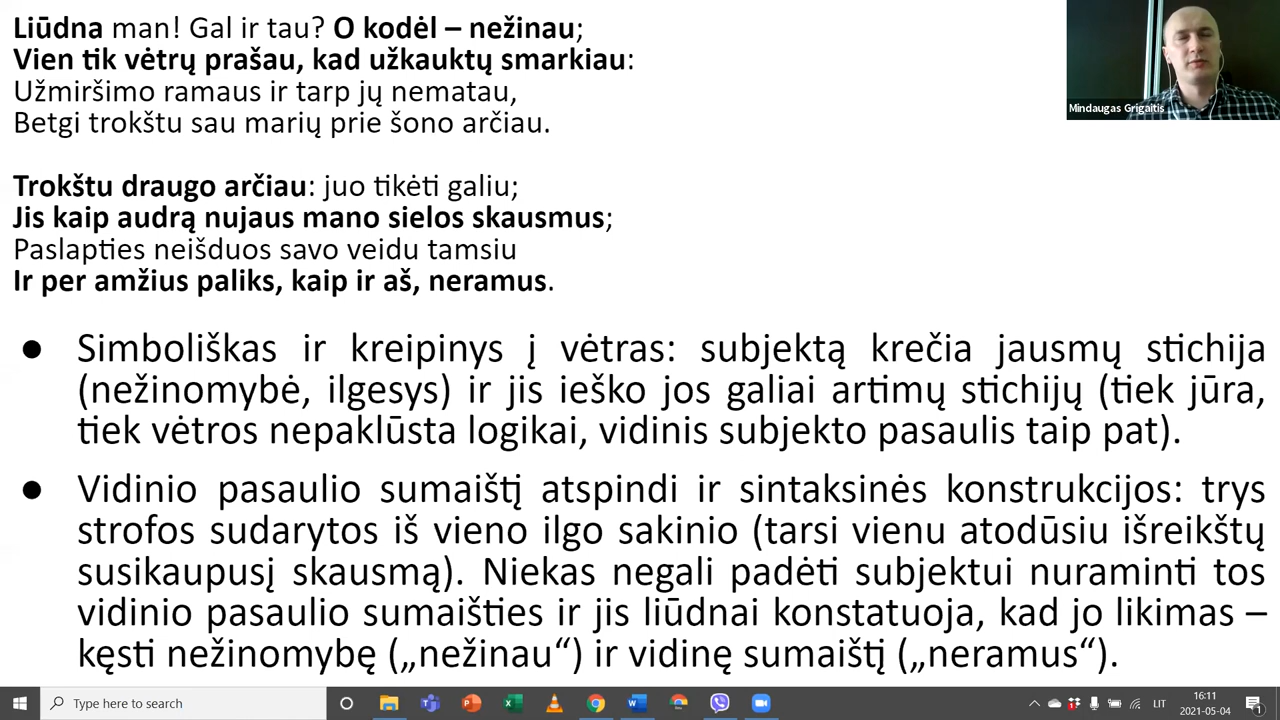 Liūdna man! Gal ir tau? O kodėl – nežinau;
Vien tik vėtrų prašau, kad užkauktų smarkiau:
Užmiršimo ramaus ir tarp jų nematau,
Betgi trokštu sau marių prie šono arčiau.
Trokštu draugo arčiau: juo tikėti galiu;
Jis kaip audrą nujaus mano sielos skausmus;
Paslapties neišduos savo veidu tamsiu
Ir per amžius paliks, kaip ir aš, neramus.
● Simboliškas ir kreipinys į vėtras: subjektą krečia jausmų stichija
(nežinomybė, ilgesys) ir jis ieško jos galiai artimų stichijų (tiek jūra,
tiek vėtros nepaklūsta logikai, vidinis subjekto pasaulis taip pat).
● Vidinio pasaulio sumaištį atspindi ir sintaksinės konstrukcijos: trys
strofos sudarytos iš vieno ilgo sakinio (tarsi vienu atodūsiu išreikštų
susikaupusį skausmą). Niekas negali padėti subjektui nuraminti tos
vidinio pasaulio sumaišties ir jis liūdnai konstatuoja, kad jo likimas –
kęsti nežinomybę („nežinau“) ir vidinę sumaištį („neramus“).
Mindaugas Grigaitis
Type here to search
LIT
16:11
2021-05-04
1